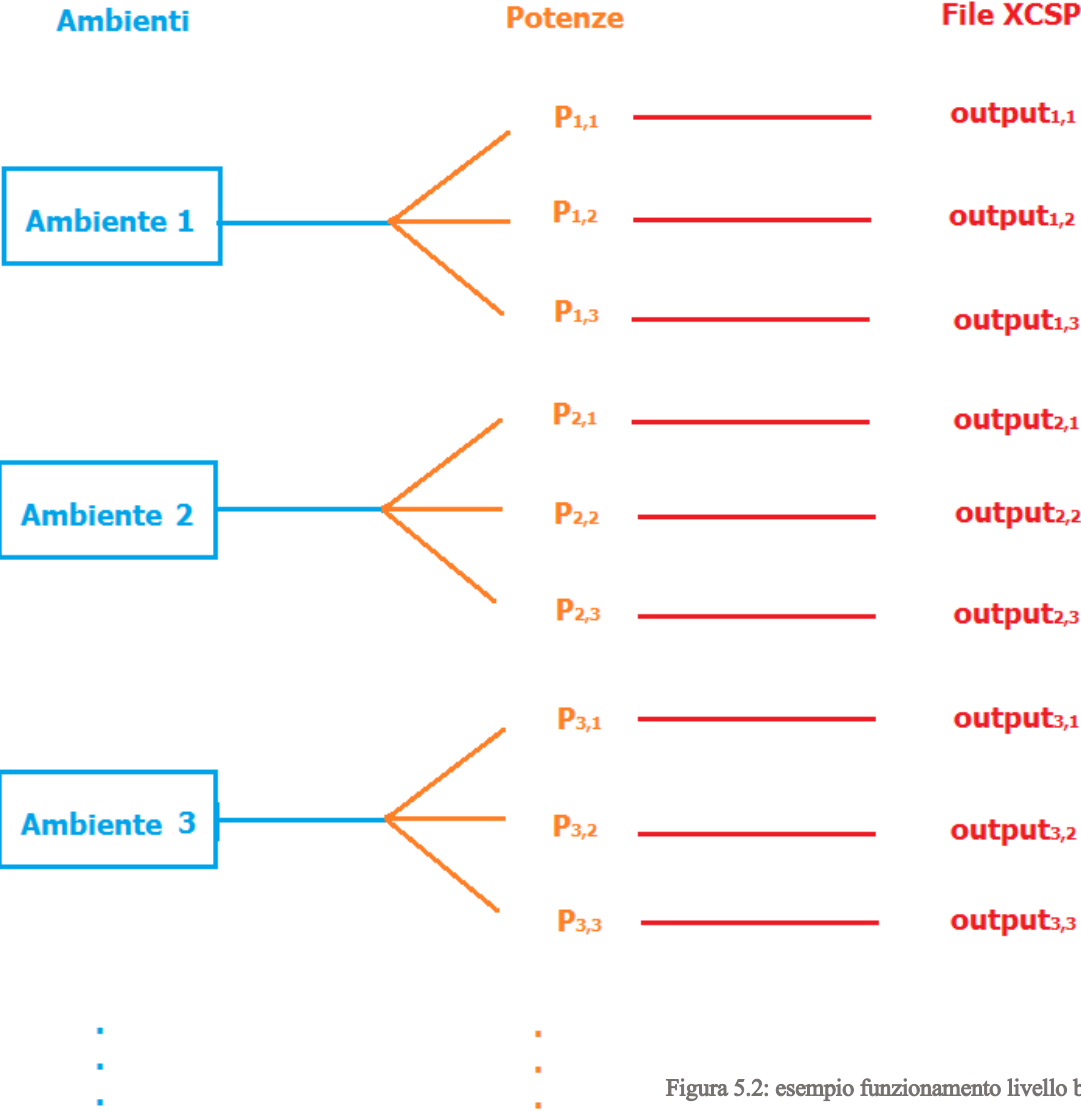 Ambienti Potenze File XCSP
P1,1 output1,1
Ambiente 1 P1,2 output1,2
P1,3 output1,3
P2,1 output2,1
Ambiente 2 P2,2 output2,2
P2,3 output2,3
P3,1 output3,1
Ambiente 3 P3,2 output3,2
P3,3 output3,3
. .
. .
. .
Figura 5.2: esempio funzionamento livello